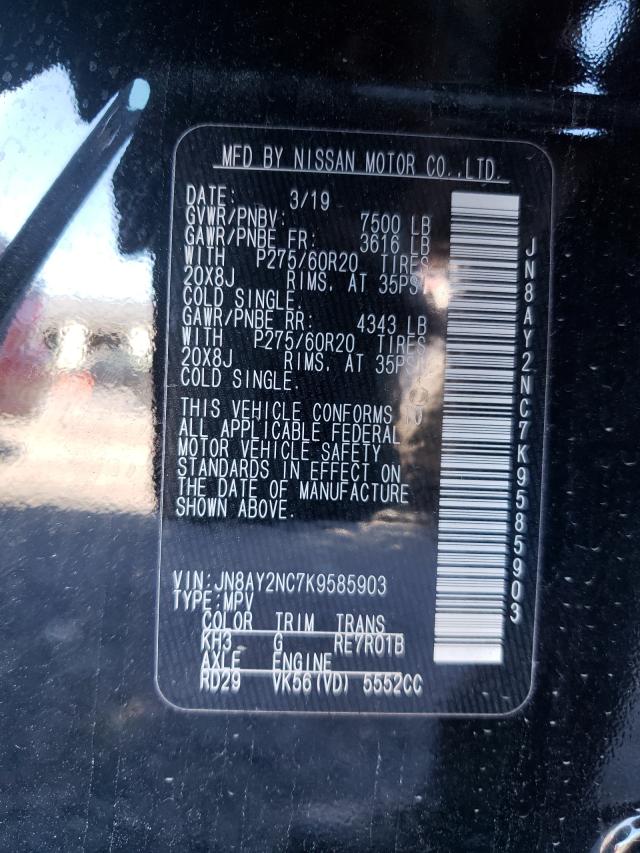 MFD BY NISSAN MOTOR CO.,LTD.
DATE: 3/19
GVWR/PNBV: 7500 LB
GAWR/PNBE FR: 3616 LB
WITH P275/60R20 TIRES
20X8J RIMS. AT 35PSI
COLD SINGLE.
GAWR/PNBE RR: 4343 LB
WITH P275/60R20 TIRES
20X8J RIMS. AT 35PSI
COLD SINGLE.
THIS VEHICLE CONFORMS TO
ALL APPLICABLE FEDERAL
MOTOR VEHICLE SAFETY
STANDARDS IN EFFECT ON
THE DATE OF MANUFACTURE
SHOWN ABOVE.
VIN:JN8AY2NC7K9585903
TYPE:MPV
COLOR TRIM TRANS
KH3 G RE7R01B
AXLE ENGINE
RD29 VK56(VD) 5552CC
JN8AY2NC7K9585903